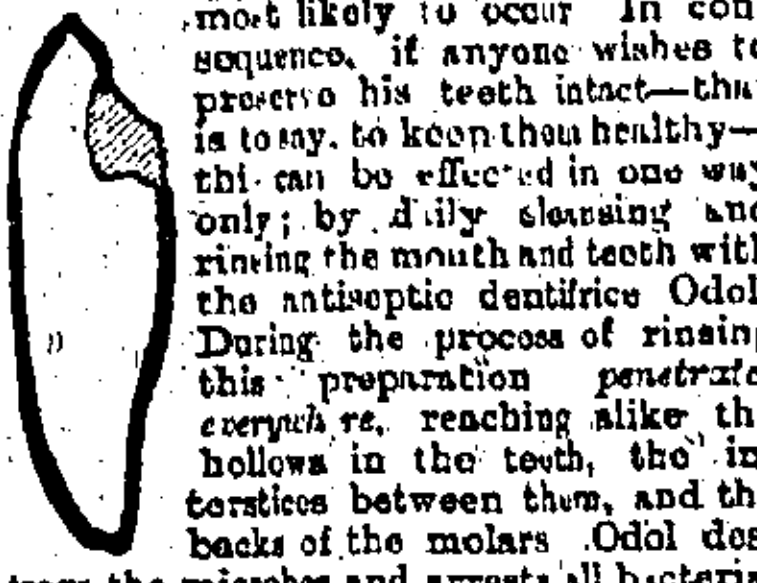 most likely to occur In con
sequence, if anyone wishes to
preserve his teeth intact—tha
is to say, to keep them healthy—
this can be effected in one way
only; by daily cleansing and
rinsing the mouth and teeth with
the antiseptic dentifrice Odol
During the process of rinsing
this preparation penetrate
everywhere, reaching alike th
hollows in the teeth, the in
terstices between them, and th
backs of the molars Odol des
troys the microbes and arrests all bacteria